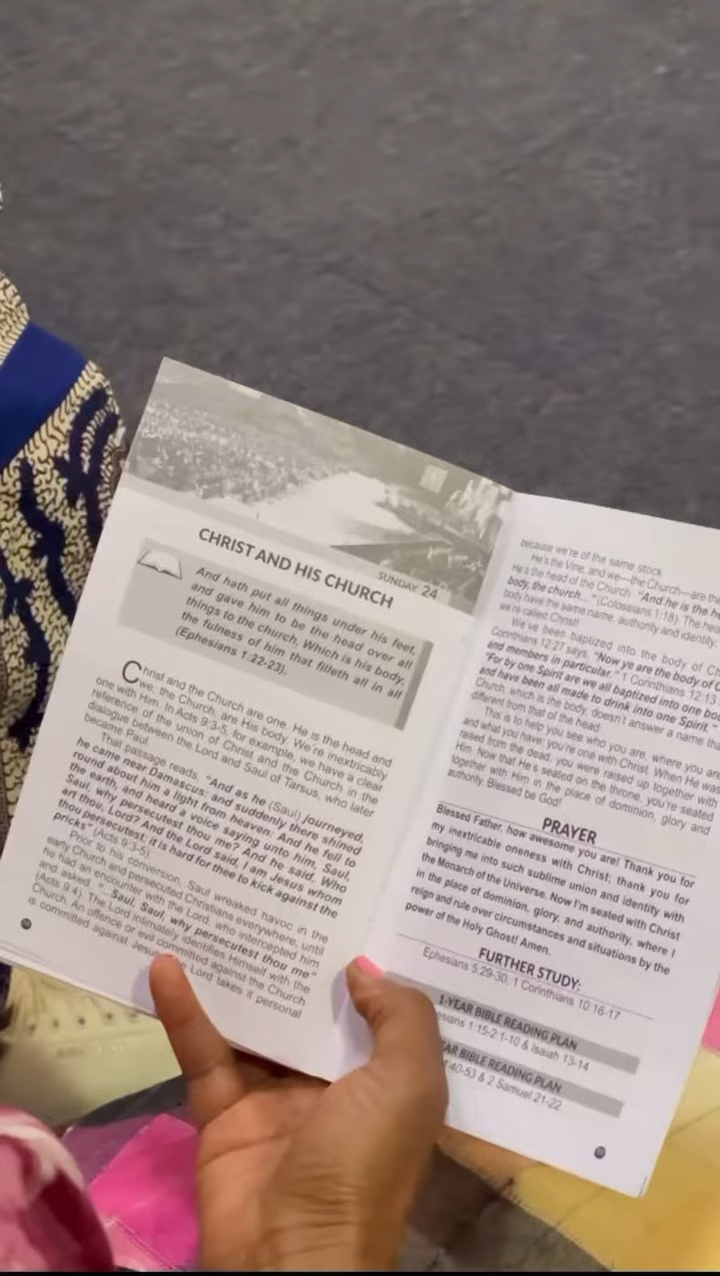 SUNDAY 24
CHRIST AND HIS CHURCH
And hath put all things under his feet,
and gave him to be the head over all
things to the church, Which is his body,
the fulness of him that filleth all in all
(Ephesians 1:22-23).
Christ and the Church are one. He is the head and
we, the Church, are His body. We're inextricably
one with Him. In Acts 9:3-5, for example, we have a clear
reference of the union of Christ and the Church in the
dialogue between the Lord and Saul of Tarsus, who later
became Paul.
That passage reads, "And as he (Saul) journeyed,
he came near Damascus: and suddenly there shined
round about him a light from heaven: And he fell to
the earth, and heard a voice saying unto him, Saul,
Saul, why persecutest thou me? And he said, Who
art thou, Lord? And the Lord said, I am Jesus whom
thou persecutest: it is hard for thee to kick against the
pricks" (Acts 9:3-5).
Prior to his conversion, Saul wreaked havoc in the
early Church and persecuted Christians everywhere, until
he had an encounter with the Lord, who intercepted him
and asked, "...Saul, Saul, why persecutest thou me"
(Acts 9:4). The Lord intimately identifies Himself with the
Church. An offence or evil committed against the Church
is committed against Jesus Lord takes it personal
because we're of the same stock.
He's the Vine, and we—the Church—are the
He's the head of the Church: "And he is the
body, the church..." (Colossians 1:18). The
body have the same name, authority and identity.
we're called Christ!
We've been baptized into the body of
Corinthians 12:27 says, "Now ye are the body of
and members in particular." 1 Corinthians 12:13
"For by one Spirit are we all baptized into one
and have been all made to drink into one Spirit."
Church, which is the body, doesn't answer a name
different from that of the head.
This is to help you see who you are, where you are
and what you have; you're one with Christ. When He was
raised from the dead, you were raised up together with
Him. Now that He's seated on the throne, you're seated
together with Him in the place of dominion, glory and
authority. Blessed be God!
PRAYER
Blessed Father, how awesome you are! Thank you for
my inextricable oneness with Christ; thank you for
bringing me into such sublime union and identity with
the Monarch of the Universe. Now I'm seated with Christ
in the place of dominion, glory, and authority, where I
reign and rule over circumstances and situations by the
power of the Holy Ghost! Amen.
FURTHER STUDY:
Ephesians 5:29-30, 1 Corinthians 10:16-17
1-YEAR BIBLE READING PLAN
esians 1:15-2:1-10 & Isaiah 13-14
EAR BIBLE READING PLAN
40-53 & 2 Samuel 21-22